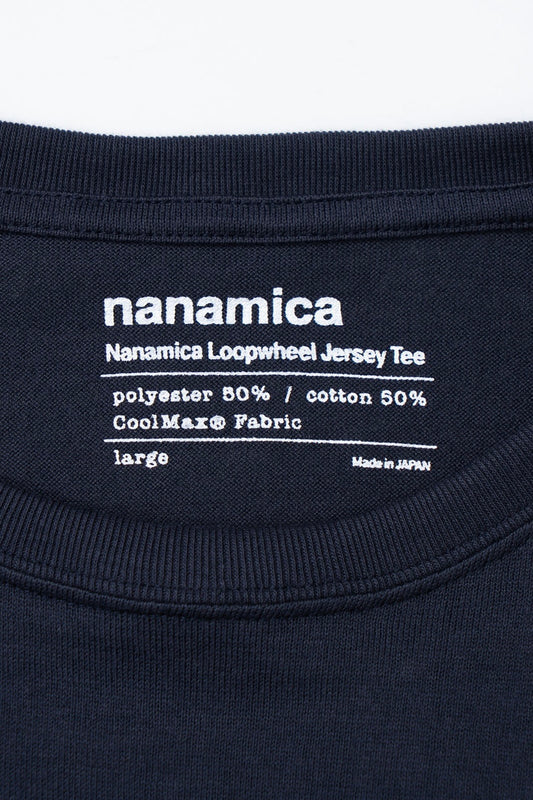 nanamica
Nanamica Loopwheel Jersey Tee
polyester 50% / cotton 50%
CoolMax® Fabric
large
Made in JAPAN